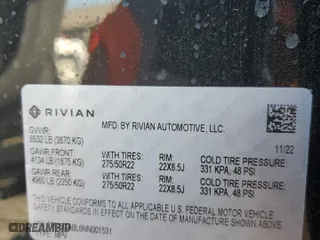 RIVIAN
MFD. BY RIVIAN AUTOMOTIVE, LLC.
11/22
GVWR:
8532 LB (3870 KG)
GAWR FRONT: WITH TIRES: RIM: COLD TIRE PRESSURE:
4134 LB (1875 KG) 275/50R22 22X8.5J 331 KPA, 48 PSI
GAWR REAR WITH TIRES: RIM: COLD TIRE PRESSURE:
4960 LB (2250 KG) 275/50R22 22X8.5J 331 KPA, 48 PSI
THIS VEHICLE CONFORMS TO ALL APPLICABLE
U.S. FEDERAL MOTOR VEHICLE
SAFETY STANDARDS IN EFFECT ON THE DATE OF
MANUFACTURE SHOWN ABOVE.
TYPE: MPV
DCARFAX